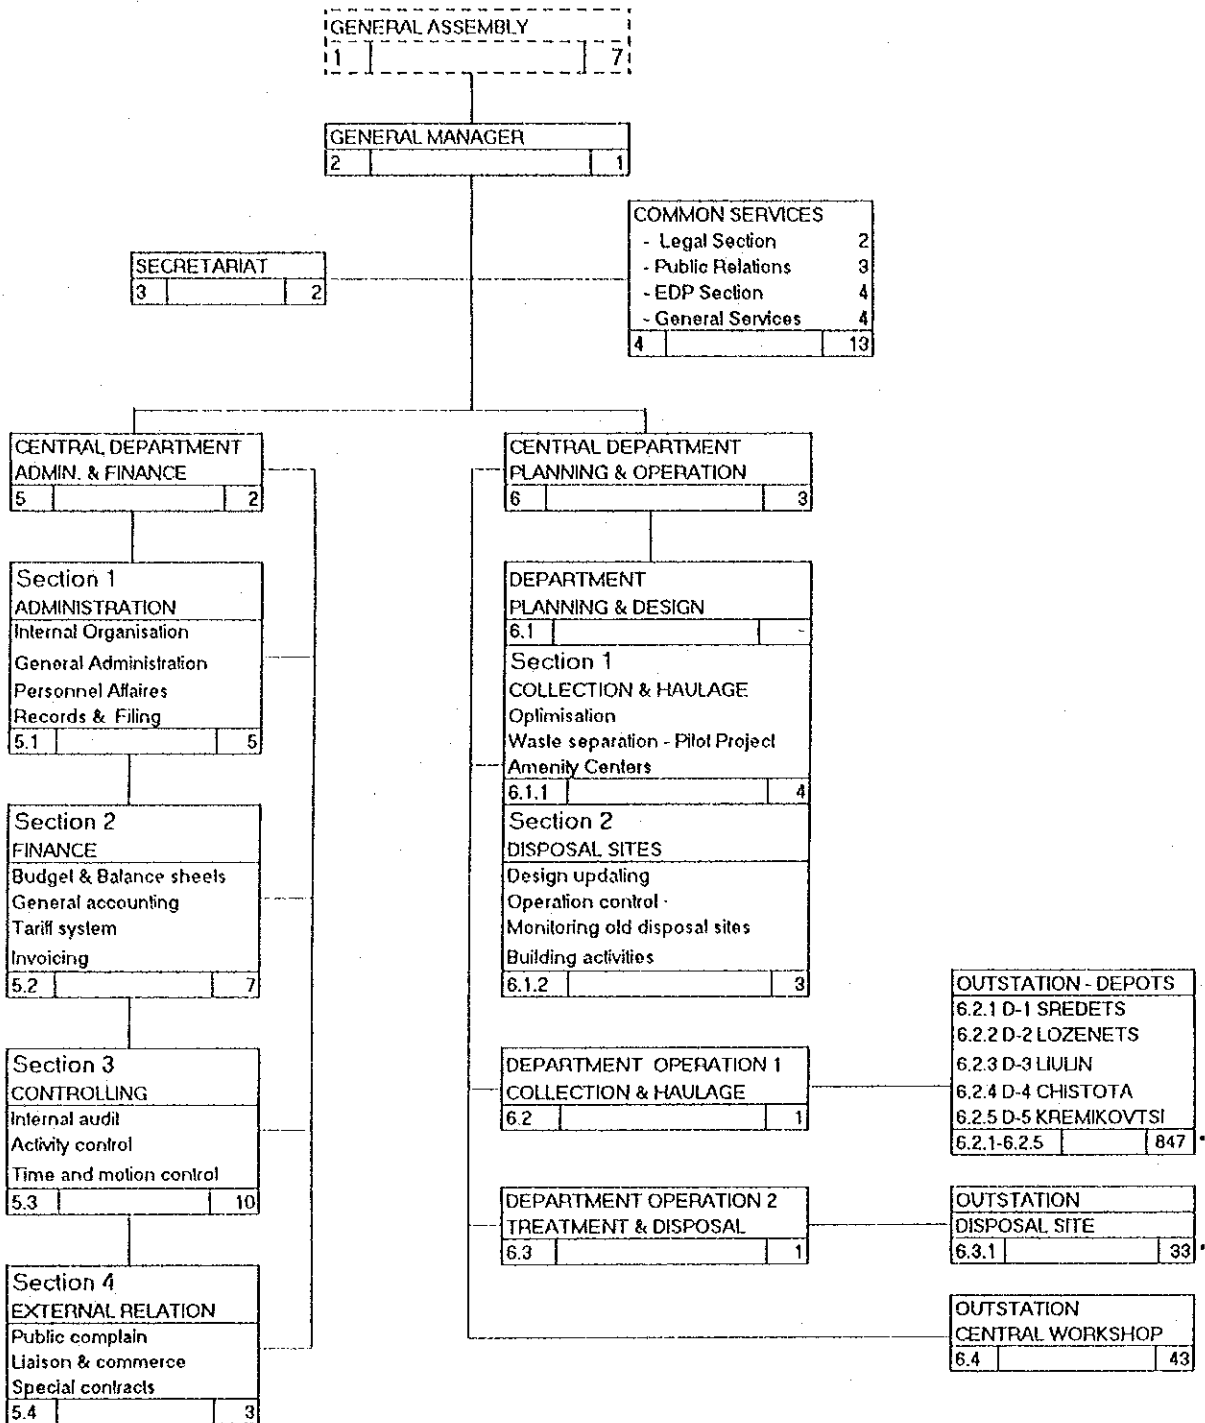 GENERAL ASSEMBLY
1 7
GENERAL MANAGER
2 1
COMMON SERVICES
- Legal Section 2
- Public Relations 3
- EDP Section 4
- General Services 4
4 13
SECRETARIAT
3 2
CENTRAL DEPARTMENT
ADMIN. & FINANCE
5 2
Section 1
ADMINISTRATION
Internal Organisation
General Administration
Personnel Affaires
Records & Filing
5.1 5
Section 2
FINANCE
Budget & Balance sheets
General accounting
Tariff system
Invoicing
5.2 7
Section 3
CONTROLLING
Internal audit
Activity control
Time and motion control
5.3 10
Section 4
EXTERNAL RELATION
Public complain
Liaison & commerce
Special contracts
5.4 3
CENTRAL DEPARTMENT
PLANNING & OPERATION
6 3
DEPARTMENT
PLANNING & DESIGN
6.1 -
Section 1
COLLECTION & HAULAGE
Optimisation
Waste separation - Pilot Project
Amenity Centers
6.1.1 4
Section 2
DISPOSAL SITES
Design updating
Operation control
Monitoring old disposal sites
Building activities
6.1.2 3
DEPARTMENT OPERATION 1
COLLECTION & HAULAGE
6.2 1
DEPARTMENT OPERATION 2
TREATMENT & DISPOSAL
6.3 1
OUTSTATION - DEPOTS
6.2.1 D-1 SREDETS
6.2.2 D-2 LOZENETS
6.2.3 D-3 LIULIN
6.2.4 D-4 CHISTOTA
6.2.5 D-5 KREMIKOVTSI
6.2.1-6.2.5 847 *
OUTSTATION
DISPOSAL SITE
6.3.1 33 *
OUTSTATION
CENTRAL WORKSHOP
6.4 43